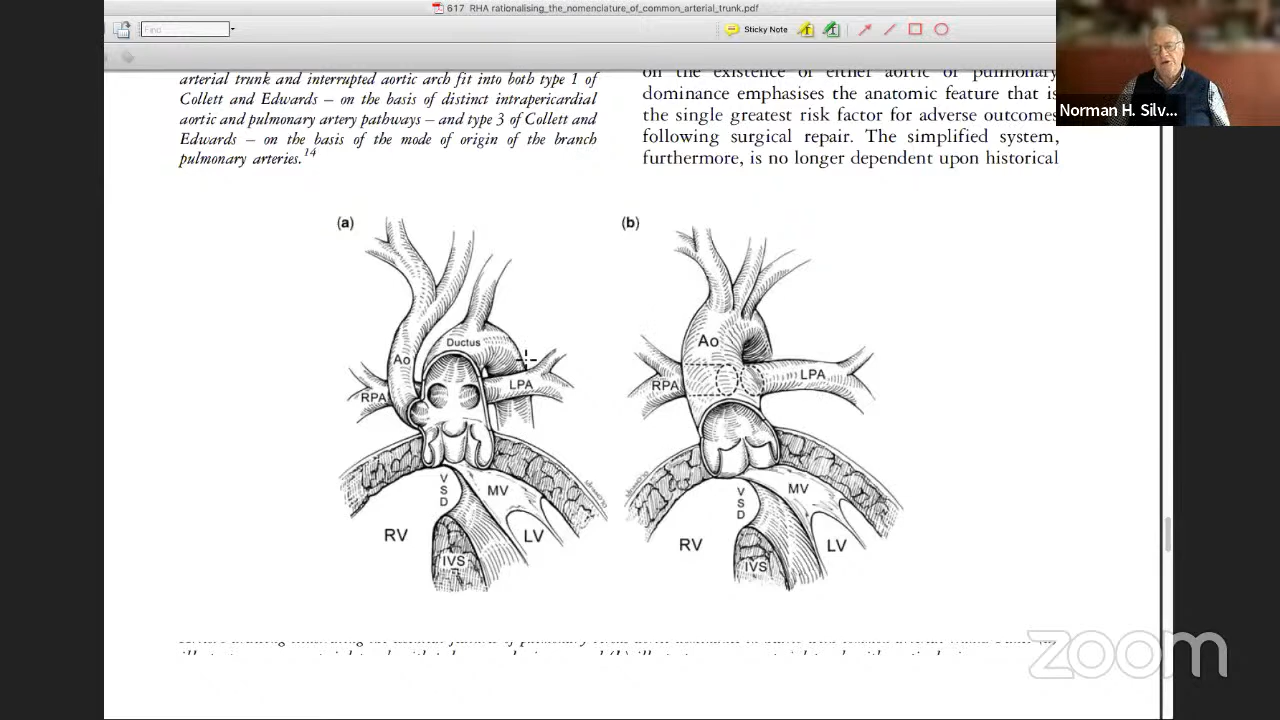 617 RHA rationalising_the_nomenclature_of_common_arterial_trunk.pdf
Find
Sticky Note
T
T
Norman H. Silv...
arterial trunk and interrupted aortic arch fit into both type 1 of
Collett and Edwards – on the basis of distinct intrapericardial
aortic and pulmonary artery pathways – and type 3 of Collett and
Edwards – on the basis of the mode of origin of the branch
pulmonary arteries.14
on the existence of either aortic or pulmonary
dominance emphasises the anatomic feature that is
the single greatest risk factor for adverse outcomes
following surgical repair. The simplified system,
furthermore, is no longer dependent upon historical
(a)
Ductus
Ao
LPA
RPA
VSD
MV
RV
LV
IVS
(b)
Ao
LPA
RPA
VSD
MV
RV
LV
IVS
zoom